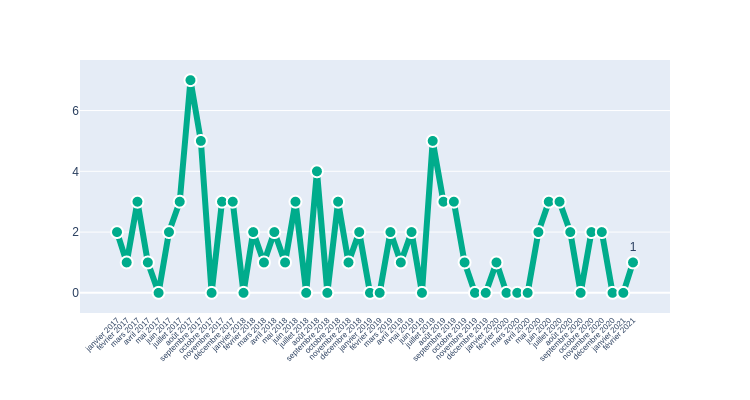 6
4
2
0
1
janvier 2017
février 2017
mars 2017
avril 2017
mai 2017
juin 2017
juillet 2017
août 2017
septembre 2017
octobre 2017
novembre 2017
décembre 2017
janvier 2018
février 2018
mars 2018
avril 2018
mai 2018
juin 2018
juillet 2018
août 2018
septembre 2018
octobre 2018
novembre 2018
décembre 2018
janvier 2019
février 2019
mars 2019
avril 2019
mai 2019
juin 2019
juillet 2019
août 2019
septembre 2019
octobre 2019
novembre 2019
décembre 2019
janvier 2020
février 2020
mars 2020
avril 2020
mai 2020
juin 2020
juillet 2020
août 2020
septembre 2020
octobre 2020
novembre 2020
décembre 2020
janvier 2021
février 2021